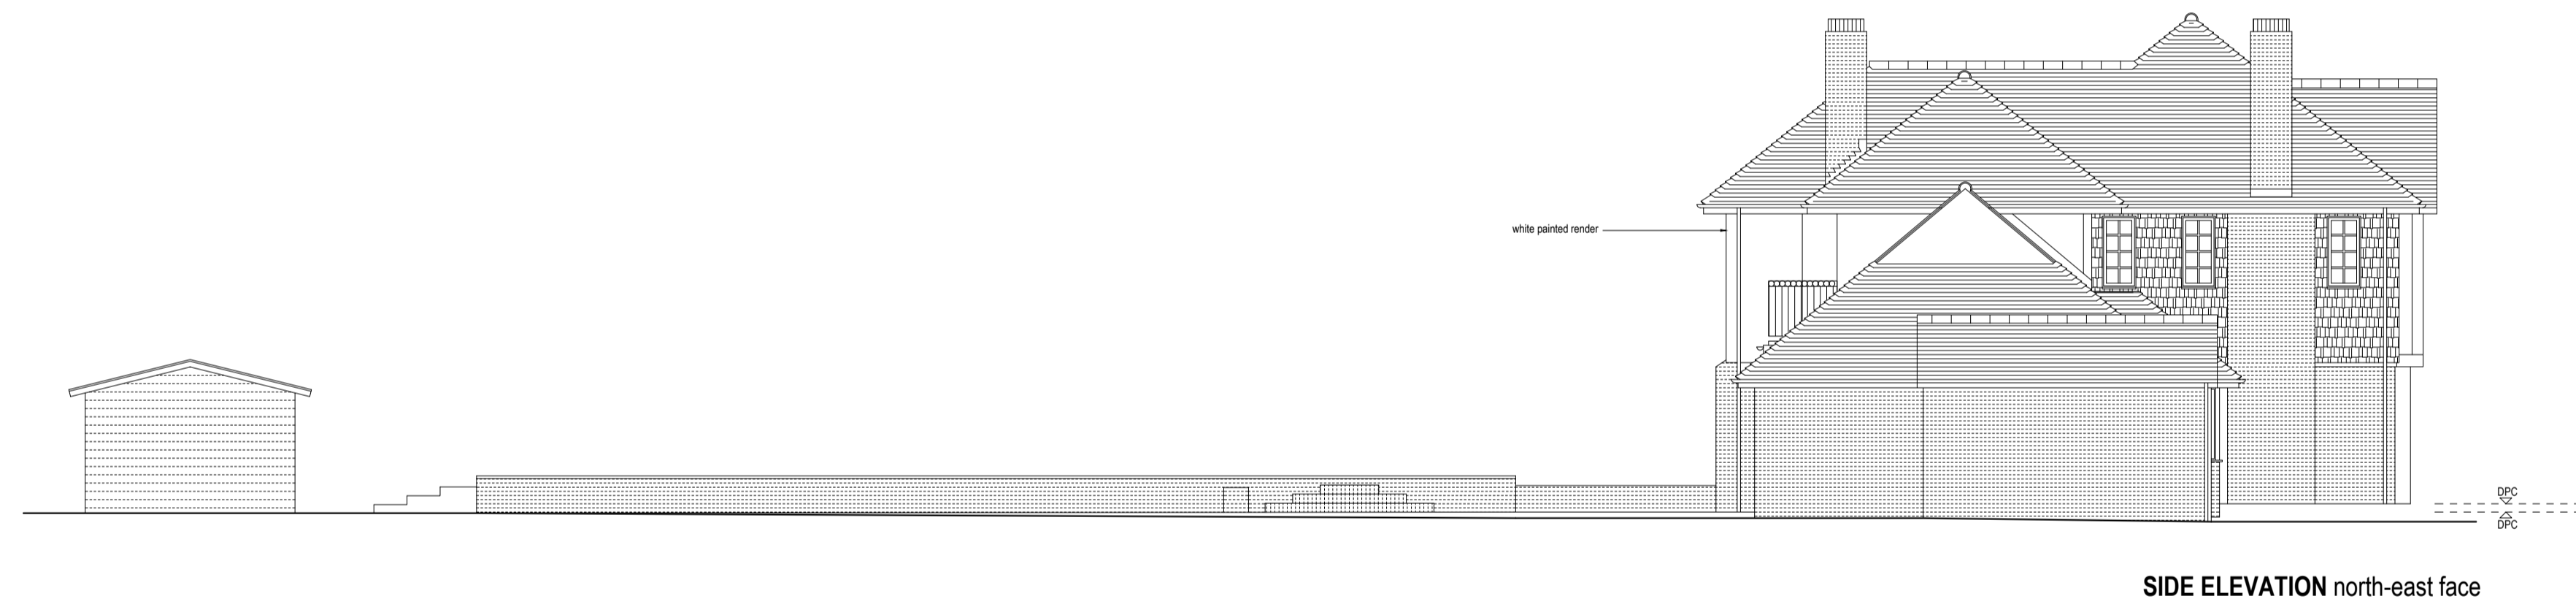 white painted render
DPC
DPC
SIDE ELEVATION north-east face